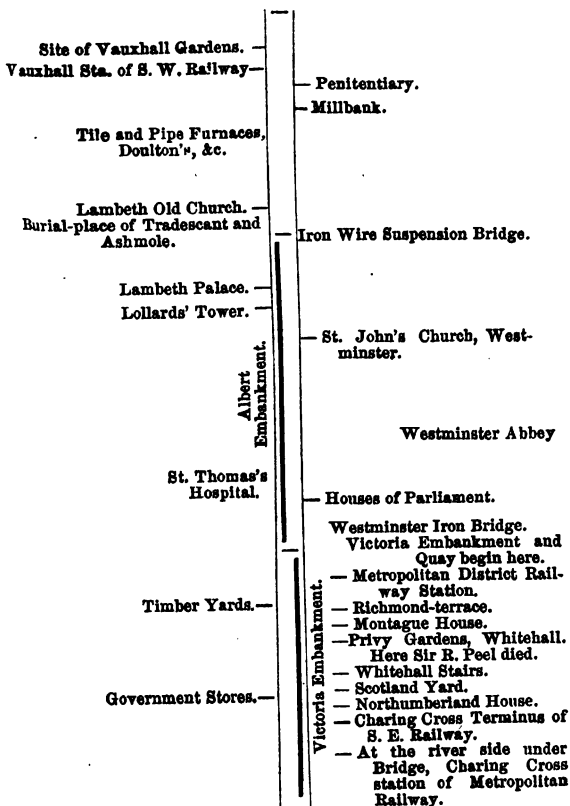 Site of Vauxhall Gardens.
Vauxhall Sta. of S. W. Railway
Penitentiary.
Millbank.
Tile and Pipe Furnaces,
Doulton's, &c.
Lambeth Old Church.
Burial-place of Tradescant and
Ashmole.
Iron Wire Suspension Bridge.
Lambeth Palace.
Lollards' Tower.
St. John's Church, West-
minster.
Albert
Embankment.
Westminster Abbey
St. Thomas's
Hospital.
Houses of Parliament.
Westminster Iron Bridge.
Victoria Embankment and
Quay begin here.
Metropolitan District Rail-
way Station.
Timber Yards.
Richmond-terrace.
Montague House.
Privy Gardens, Whitehall.
Here Sir R. Peel died.
Victoria Embankment.
Whitehall Stairs.
Scotland Yard.
Government Stores.
Northumberland House.
Charing Cross Terminus of
S. E. Railway.
At the river side under
Bridge, Charing Cross
station of Metropolitan
Railway.